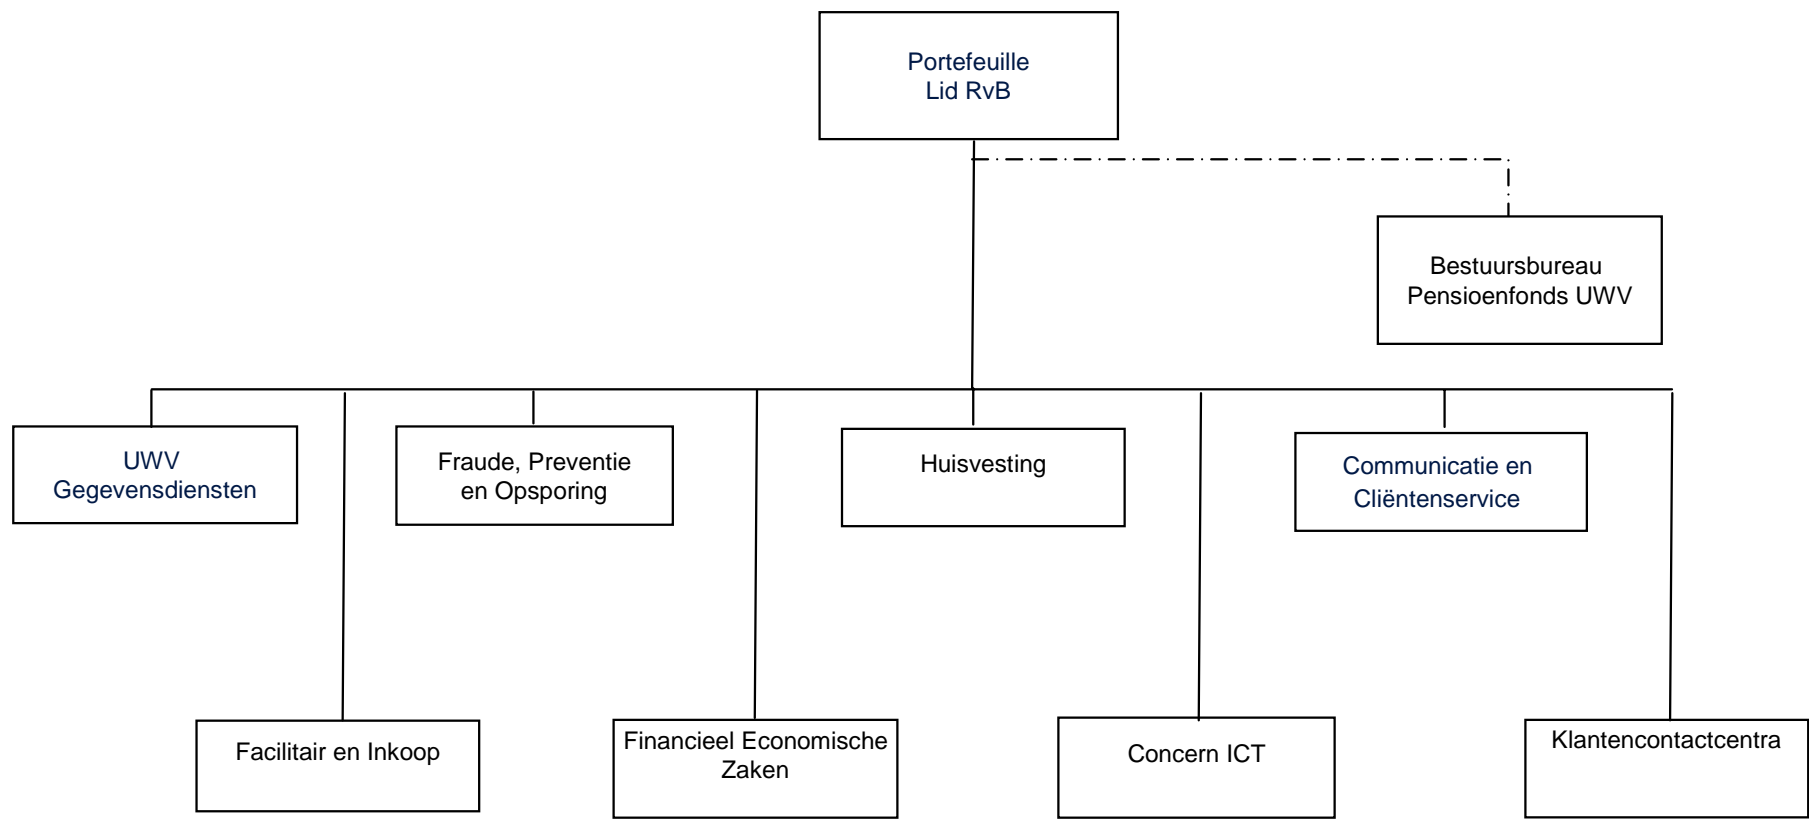 Portefeuille
Lid RvB
Bestuursbureau
Pensioenfonds UWV
UWV
Gegevensdiensten
Fraude, Preventie
en Opsporing
Huisvesting
Communicatie en
Cliëntenservice
Facilitair en Inkoop
Financieel Economische
Zaken
Concern ICT
Klantencontactcentra